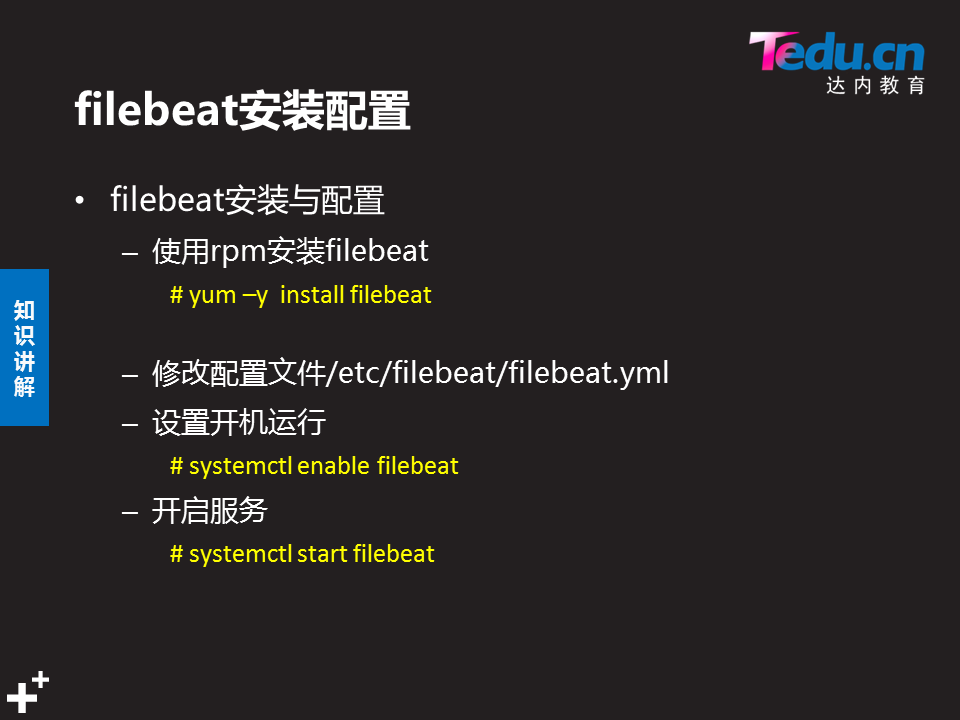 Tedu.cn
达内教育
filebeat安装配置
• filebeat安装与配置
– 使用rpm安装filebeat
# yum –y  install filebeat
知识讲解
– 修改配置文件/etc/filebeat/filebeat.yml
– 设置开机运行
# systemctl enable filebeat
– 开启服务
# systemctl start filebeat